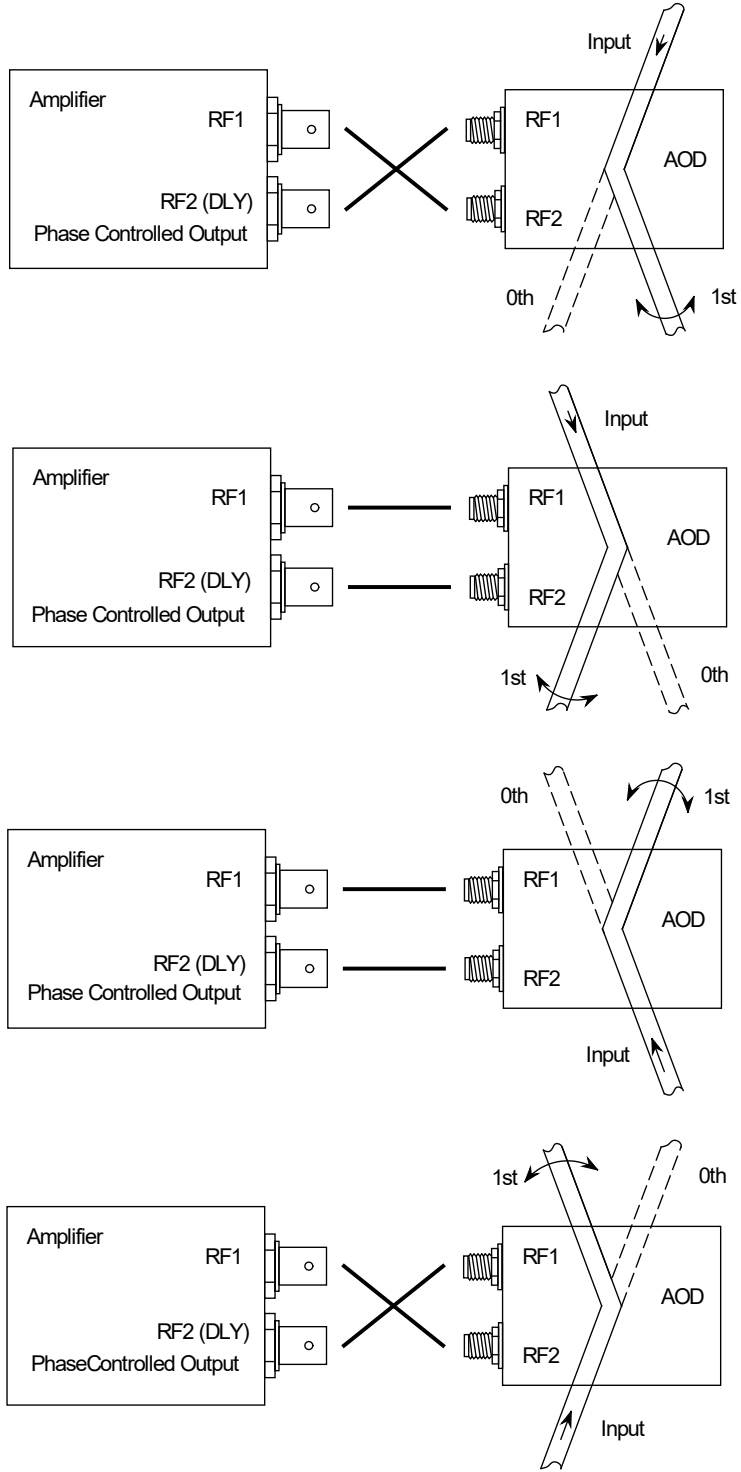 Input
Amplifier
RF1
RF1
AOD
RF2 (DLY)
RF2
Phase Controlled Output
0th
1st
Input
Amplifier
RF1
RF1
AOD
RF2 (DLY)
RF2
Phase Controlled Output
1st
0th
0th
1st
Amplifier
RF1
RF1
AOD
RF2 (DLY)
RF2
Phase Controlled Output
Input
1st
0th
Amplifier
RF1
RF1
AOD
RF2 (DLY)
RF2
PhaseControlled Output
Input